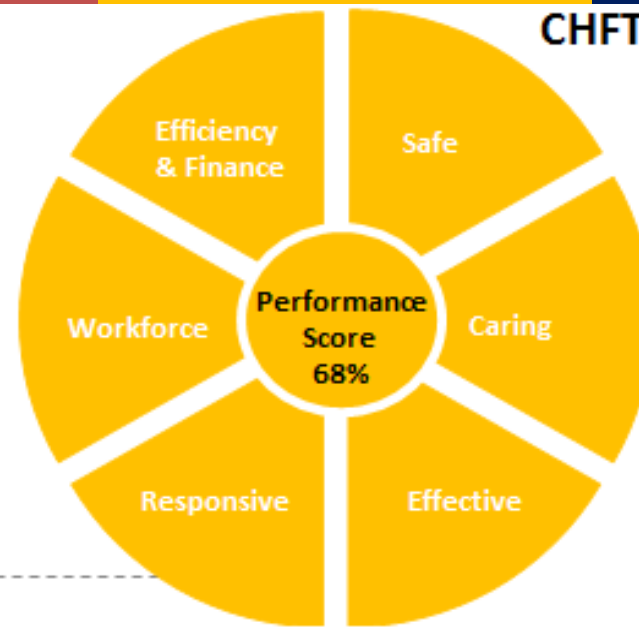 CHFT
Efficiency
& Finance
Safe
Performance
Score
68%
Workforce
Caring
Responsive
Effective